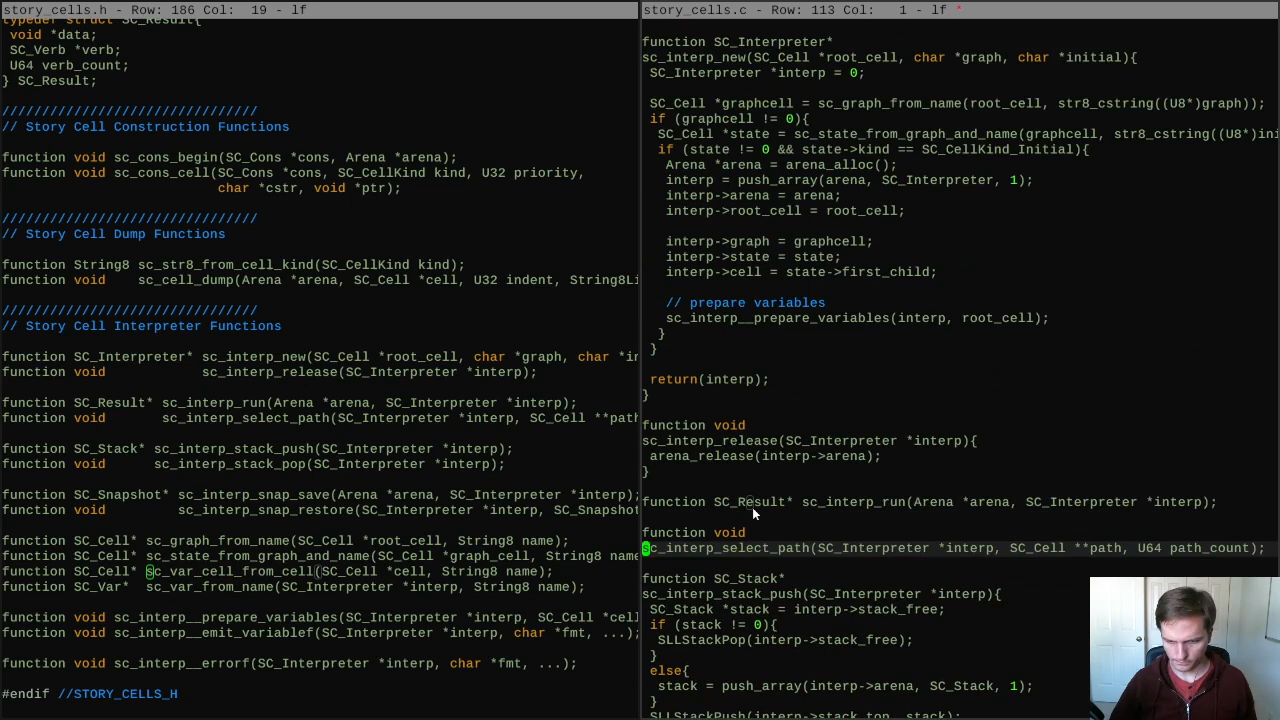 story_cells.h - Row: 186 Col:  19 - lf
typedef struct SC_Result{
 void *data;
 SC_Verb *verb;
 U64 verb_count;
} SC_Result;
////////////////////////////////
// Story Cell Construction Functions
function void sc_cons_begin(SC_Cons *cons, Arena *arena);
function void sc_cons_cell(SC_Cons *cons, SC_CellKind kind, U32 priority,
                           char *cstr, void *ptr);
////////////////////////////////
// Story Cell Dump Functions
function String8 sc_str8_from_cell_kind(SC_CellKind kind);
function void    sc_cell_dump(Arena *arena, SC_Cell *cell, U32 indent, String8Li
////////////////////////////////
// Story Cell Interpreter Functions
function SC_Interpreter* sc_interp_new(SC_Cell *root_cell, char *graph, char *in
function void            sc_interp_release(SC_Interpreter *interp);
function SC_Result* sc_interp_run(Arena *arena, SC_Interpreter *interp);
function void       sc_interp_select_path(SC_Interpreter *interp, SC_Cell **path
function SC_Stack* sc_interp_stack_push(SC_Interpreter *interp);
function void      sc_interp_stack_pop(SC_Interpreter *interp);
function SC_Snapshot* sc_interp_snap_save(Arena *arena, SC_Interpreter *interp);
function void         sc_interp_snap_restore(SC_Interpreter *interp, SC_Snapshot
function SC_Cell* sc_graph_from_name(SC_Cell *root_cell, String8 name);
function SC_Cell* sc_state_from_graph_and_name(SC_Cell *graph_cell, String8 name
function SC_Cell* sc_var_cell_from_cell(SC_Cell *cell, String8 name);
function SC_Var*  sc_var_from_name(SC_Interpreter *interp, String8 name);
function void sc_interp__prepare_variables(SC_Interpreter *interp, SC_Cell *cell
function void sc_interp__emit_variablef(SC_Interpreter *interp, char *fmt, ...);
function void sc_interp__errorf(SC_Interpreter *interp, char *fmt, ...);
#endif //STORY_CELLS_H
story_cells.c - Row: 113 Col:   1 - lf *
function SC_Interpreter*
sc_interp_new(SC_Cell *root_cell, char *graph, char *initial){
 SC_Interpreter *interp = 0;
 SC_Cell *graphcell = sc_graph_from_name(root_cell, str8_cstring((U8*)graph));
 if (graphcell != 0){
  SC_Cell *state = sc_state_from_graph_and_name(graphcell, str8_cstring((U8*)ini
  if (state != 0 && state->kind == SC_CellKind_Initial){
   Arena *arena = arena_alloc();
   interp = push_array(arena, SC_Interpreter, 1);
   interp->arena = arena;
   interp->root_cell = root_cell;
   interp->graph = graphcell;
   interp->state = state;
   interp->cell = state->first_child;
   // prepare variables
   sc_interp__prepare_variables(interp, root_cell);
  }
 }
 return(interp);
}
function void
sc_interp_release(SC_Interpreter *interp){
 arena_release(interp->arena);
}
function SC_Result* sc_interp_run(Arena *arena, SC_Interpreter *interp);
function void
sc_interp_select_path(SC_Interpreter *interp, SC_Cell **path, U64 path_count);
function SC_Stack*
sc_interp_stack_push(SC_Interpreter *interp){
 SC_Stack *stack = interp->stack_free;
 if (stack != 0){
  SLLStackPop(interp->stack_free);
 }
 else{
  stack = push_array(interp->arena, SC_Stack, 1);
 }
 SLLStackPush(interp->stack_top, stack);